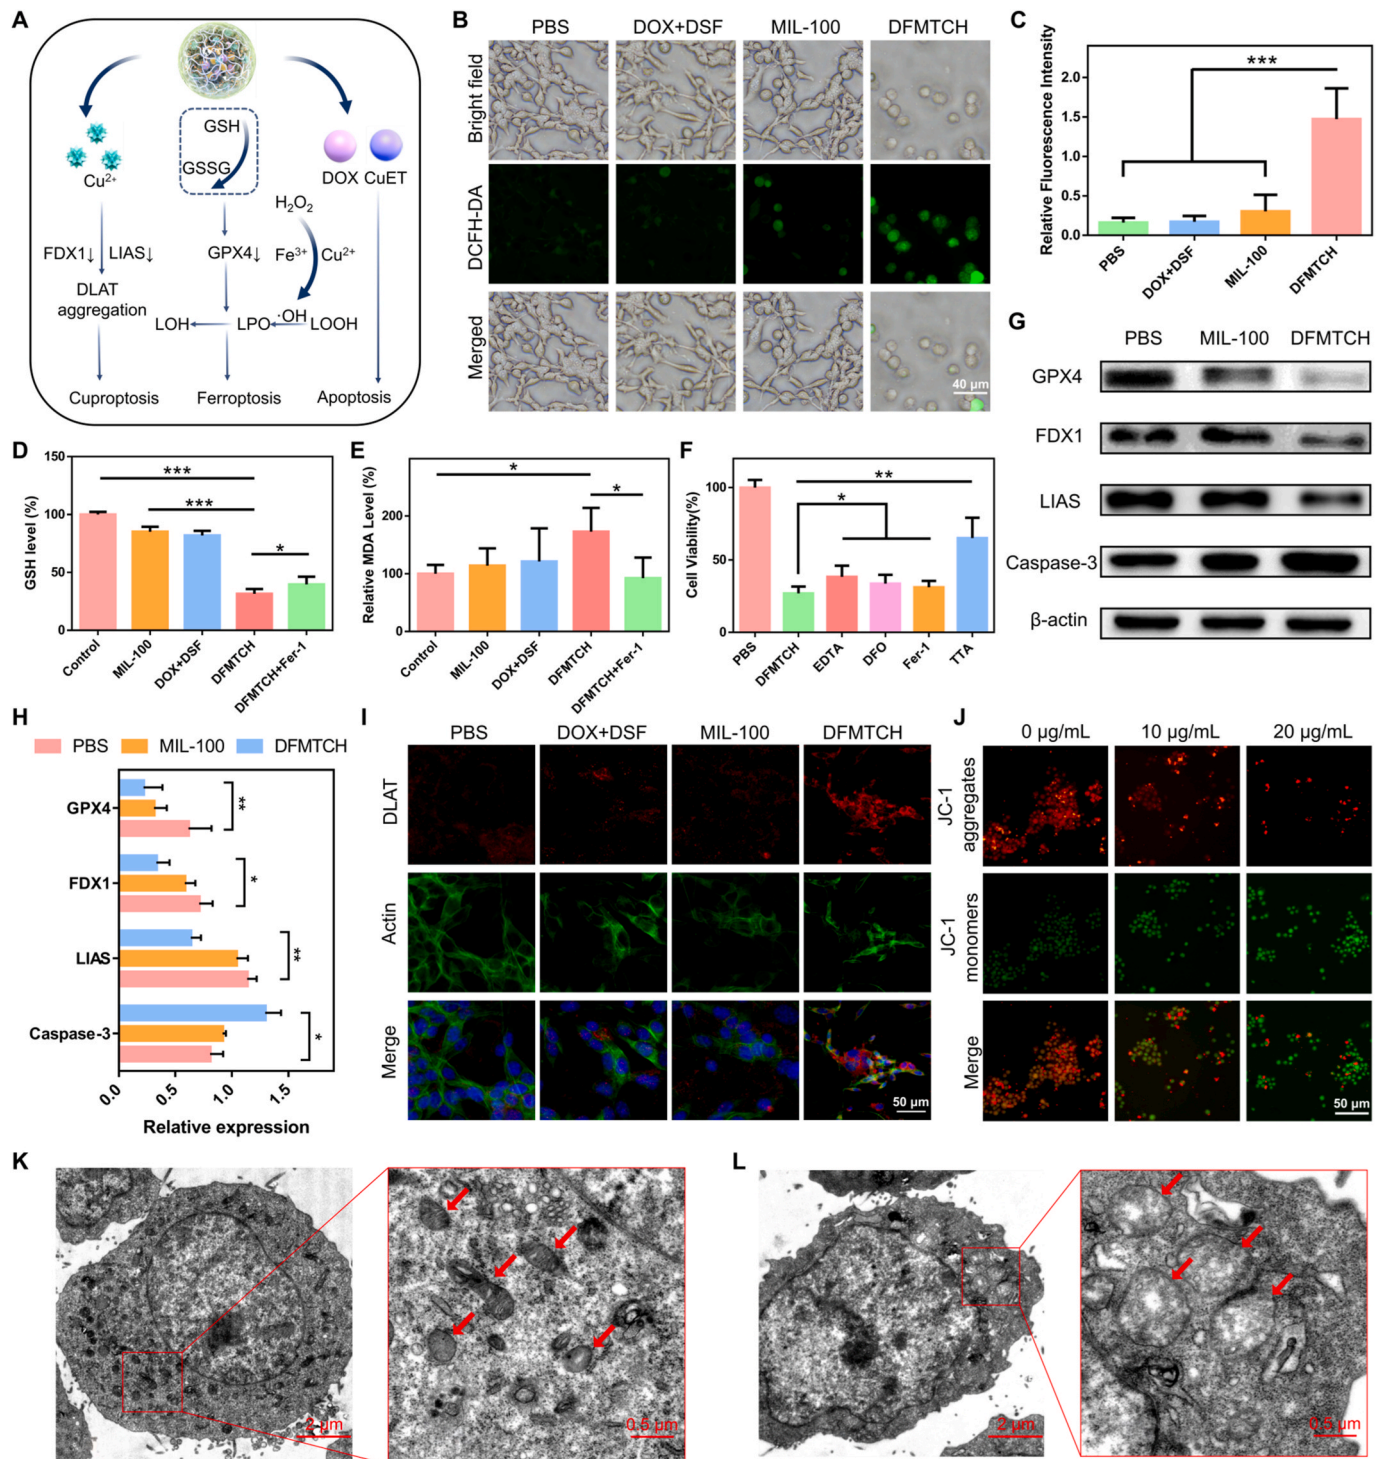 A
GSH
GSSG
Cu2+
DOX CuET
H2O2
FDX1↓ LIAS↓
GPX4↓
Fe3+ Cu2+
DLAT
aggregation
·OH
LOH LPO LOOH
Cuproptosis Ferroptosis Apoptosis
B
PBS DOX+DSF MIL-100 DFMTCH
Bright field
DCFH-DA
Merged
40 μm
C
Relative Fluorescence Intensity
2.0
1.5
1.0
0.5
0.0
***
PBS DOX+DSF MIL-100 DFMTCH
D
GSH level (%)
150
100
50
0
***
***
*
Control MIL-100 DOX+DSF DFMTCH DFMTCH+Fer-1
E
Relative MDA Level (%)
200
100
0
*
*
Control MIL-100 DOX+DSF DFMTCH DFMTCH+Fer-1
F
Cell Viability(%)
100
50
0
**
*
PBS DFMTCH EDTA DFO Fer-1 TTA
G
PBS MIL-100 DFMTCH
GPX4
FDX1
LIAS
Caspase-3
β-actin
H
PBS MIL-100 DFMTCH
GPX4
**
FDX1
*
LIAS
**
Caspase-3
*
0.0 0.5 1.0 1.5
Relative expression
I
PBS DOX+DSF MIL-100 DFMTCH
DLAT
Actin
Merge
50 μm
J
0 μg/mL 10 μg/mL 20 μg/mL
JC-1
aggregates
JC-1
monomers
Merge
50 μm
K
2 μm
0.5 μm
L
2 μm
0.5 μm